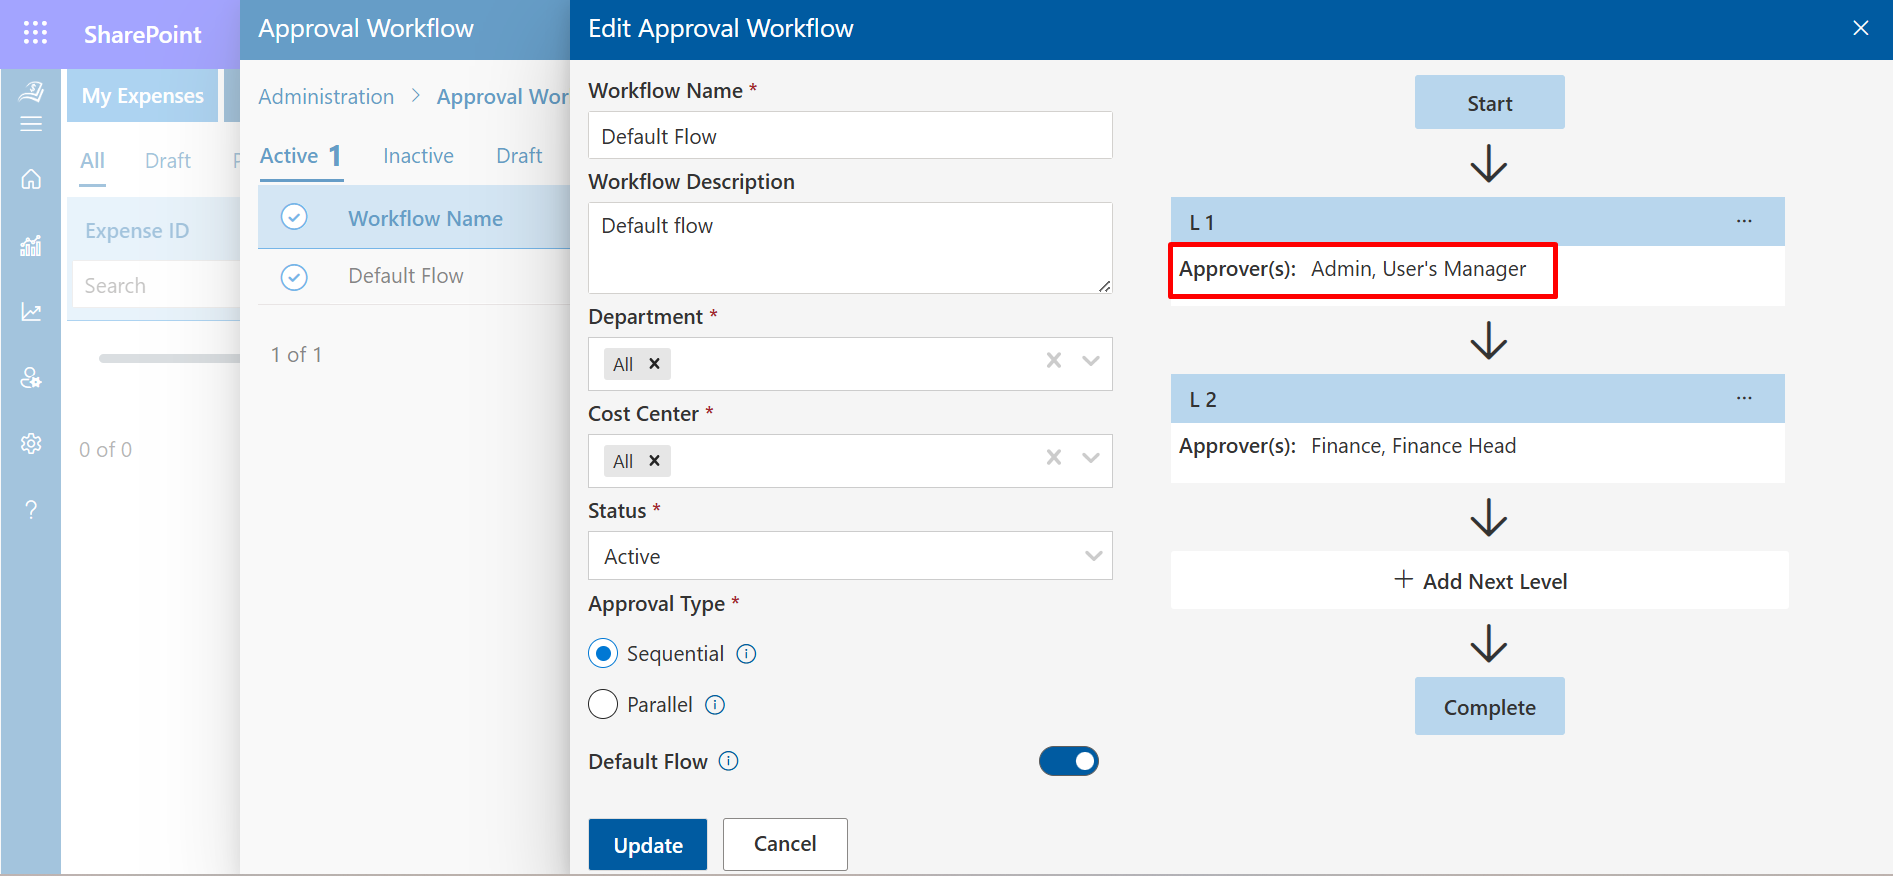 SharePoint
My Expenses
All
Draft
P
Expense ID
Search
0 of 0
Approval Workflow
Administration > Approval Wor
Active 1
Inactive
Draft
Workflow Name
Default Flow
1 of 1
Edit Approval Workflow
Workflow Name *
Default Flow
Workflow Description
Default flow
Department *
All
Cost Center *
All
Status *
Active
Approval Type *
Sequential
Parallel
Default Flow
Update
Cancel
Start
L 1
Approver(s): Admin, User's Manager
L 2
Approver(s): Finance, Finance Head
+ Add Next Level
Complete